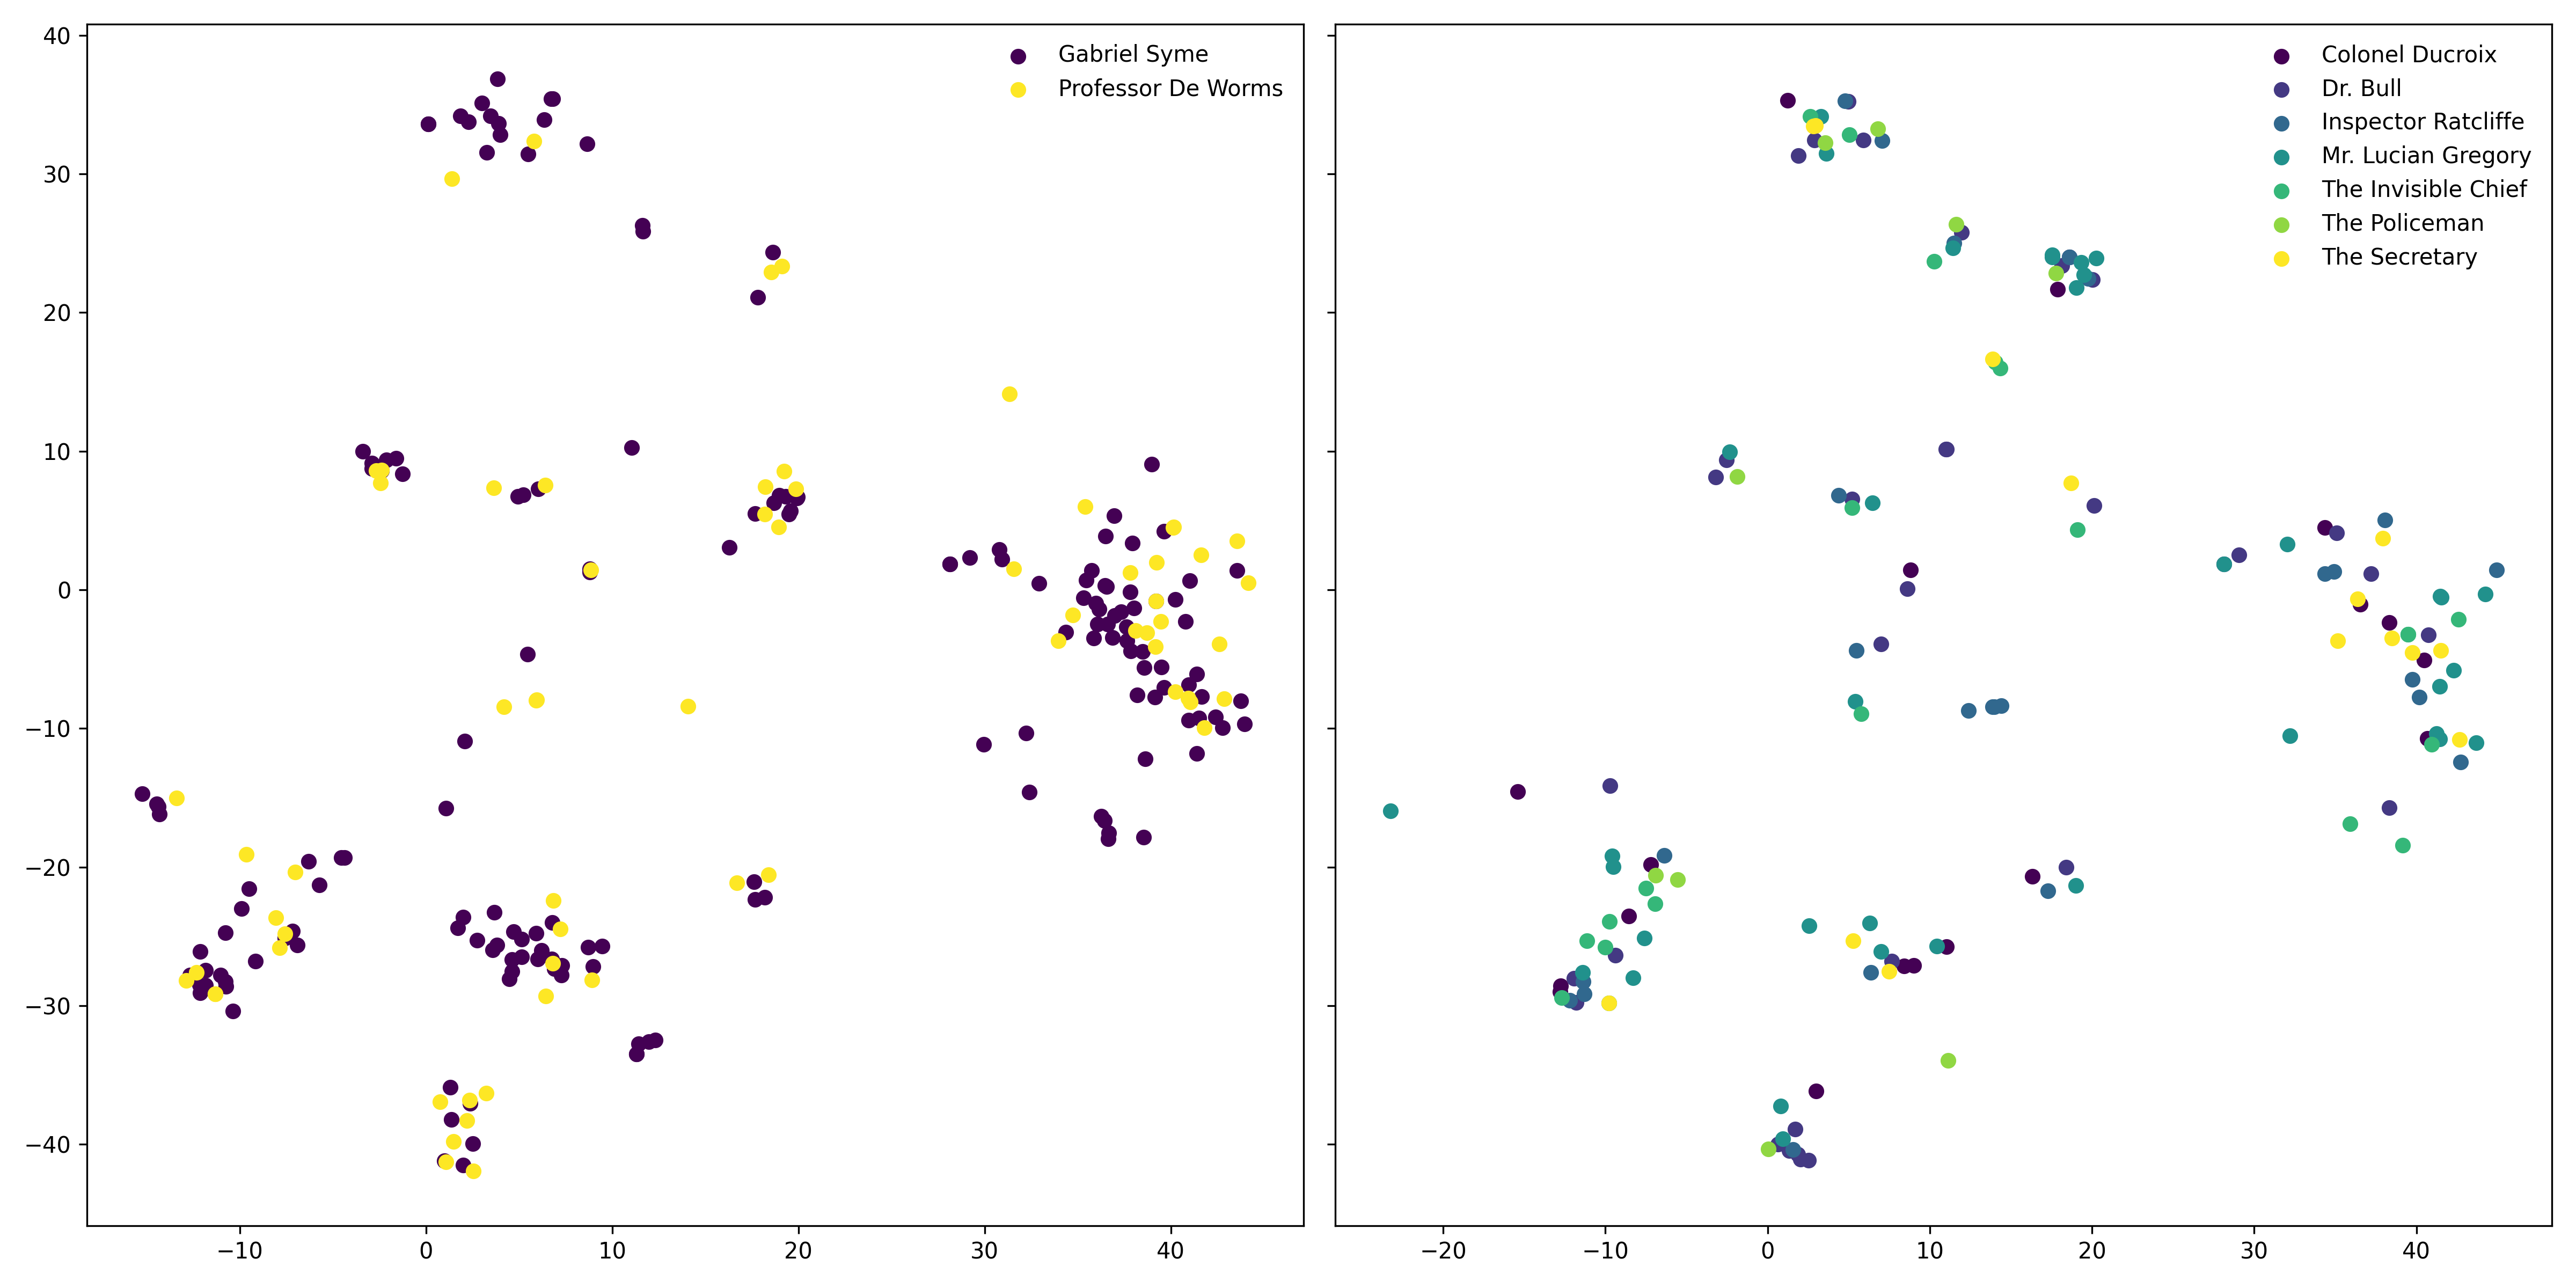 40
30
20
10
0
−10
−20
−30
−40
−10
0
10
20
30
40
Gabriel Syme
Professor De Worms
−20
−10
0
10
20
30
40
Colonel Ducroix
Dr. Bull
Inspector Ratcliffe
Mr. Lucian Gregory
The Invisible Chief
The Policeman
The Secretary